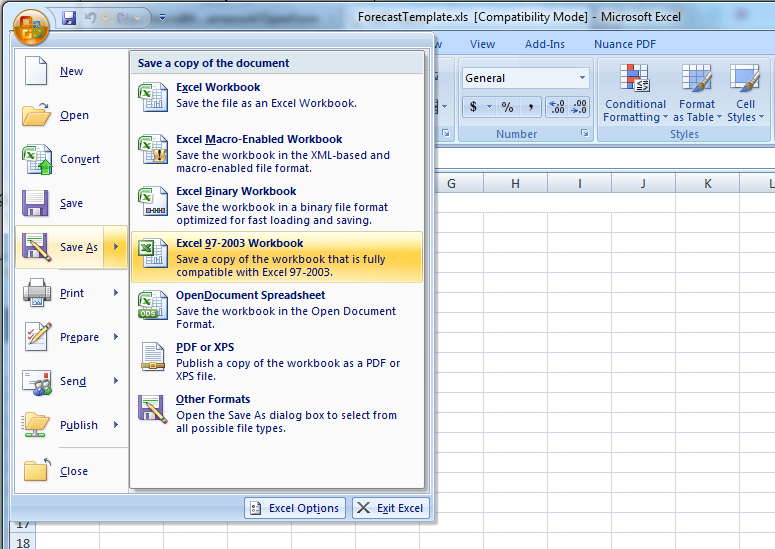 ForecastTemplate.xls [Compatibility Mode] - Microsoft Excel
View Add-Ins Nuance PDF
New
Open
Convert
Save
Save As
Print
Prepare
Send
Publish
Close
Save a copy of the document
Excel Workbook
Save the file as an Excel Workbook.
Excel Macro-Enabled Workbook
Save the workbook in the XML-based and
macro-enabled file format.
Excel Binary Workbook
Save the workbook in a binary file format
optimized for fast loading and saving.
Excel 97-2003 Workbook
Save a copy of the workbook that is fully
compatible with Excel 97-2003.
OpenDocument Spreadsheet
Save the workbook in the Open Document
Format.
ODS
PDF or XPS
Publish a copy of the workbook as a PDF or
XPS file.
Other Formats
Open the Save As dialog box to select from
all possible file types.
Excel Options Exit Excel
General
$ % ,
.0 .00
Number
Conditional
Formatting
Format
as Table
Cell
Styles
Styles
G H I J K L
17
18